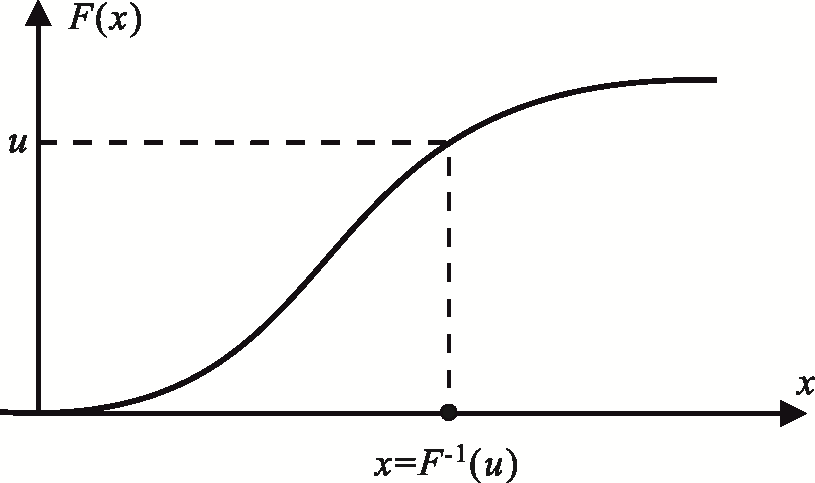 F(x)
u
x
x=F⁻¹(u)